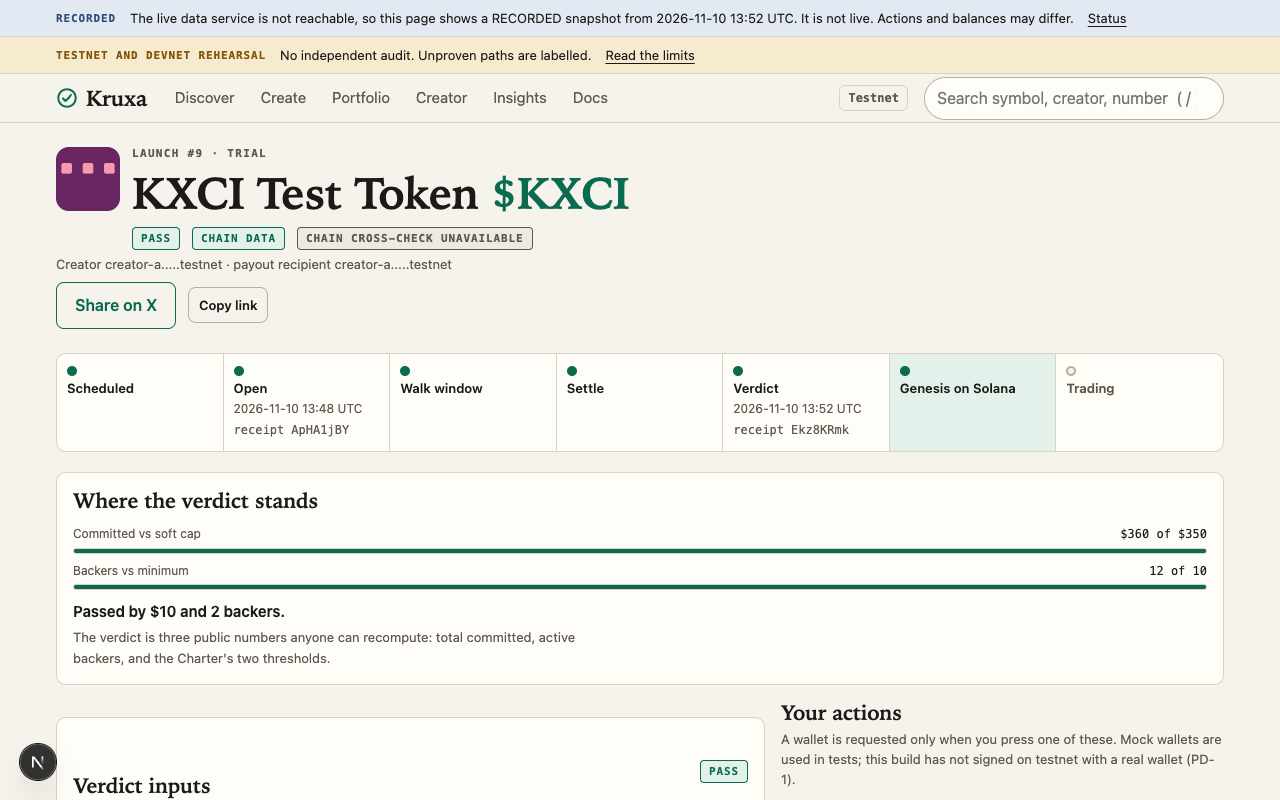 RECORDED The live data service is not reachable, so this page shows a RECORDED snapshot from 2026-11-10 13:52 UTC. It is not live. Actions and balances may differ. Status
TESTNET AND DEVNET REHEARSAL No independent audit. Unproven paths are labelled. Read the limits
Kruxa Discover Create Portfolio Creator Insights Docs Testnet Search symbol, creator, number ( /
LAUNCH #9 · TRIAL
KXCI Test Token $KXCI
PASS CHAIN DATA CHAIN CROSS-CHECK UNAVAILABLE
Creator creator-a.....testnet · payout recipient creator-a.....testnet
Share on X Copy link
Scheduled Open Walk window Settle Verdict Genesis on Solana Trading
2026-11-10 13:48 UTC 2026-11-10 13:52 UTC
receipt ApHA1jBY receipt Ekz8KRmk
Where the verdict stands
Committed vs soft cap $360 of $350
Backers vs minimum 12 of 10
Passed by $10 and 2 backers.
The verdict is three public numbers anyone can recompute: total committed, active
backers, and the Charter's two thresholds.
Verdict inputs PASS
Your actions
A wallet is requested only when you press one of these. Mock wallets are
used in tests; this build has not signed on testnet with a real wallet (PD-
1).
N